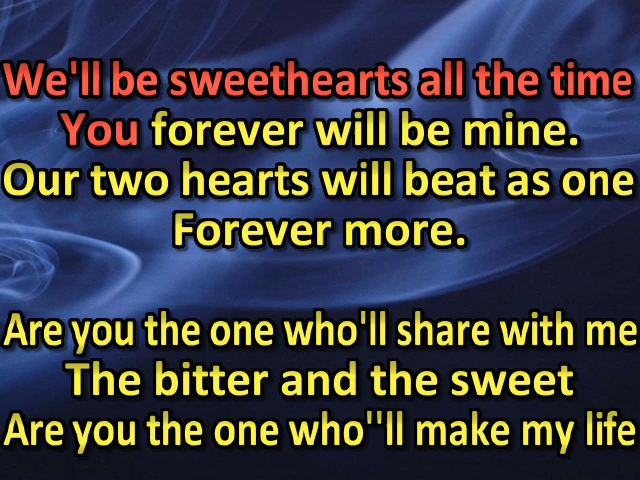 We'll be sweethearts all the time
You forever will be mine.
Our two hearts will beat as one
Forever more.
Are you the one who'll share with me
The bitter and the sweet
Are you the one who''ll make my life